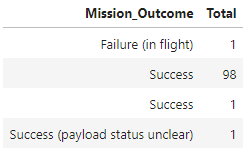 Mission_Outcome Total
Failure (in flight) 1
Success 98
Success 1
Success (payload status unclear) 1